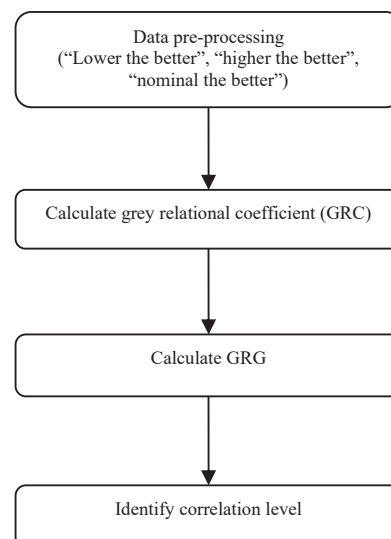 Data pre-processing
(“Lower the better”, “higher the better”,
“nominal the better”)
Calculate grey relational coefficient (GRC)
Calculate GRG
Identify correlation level